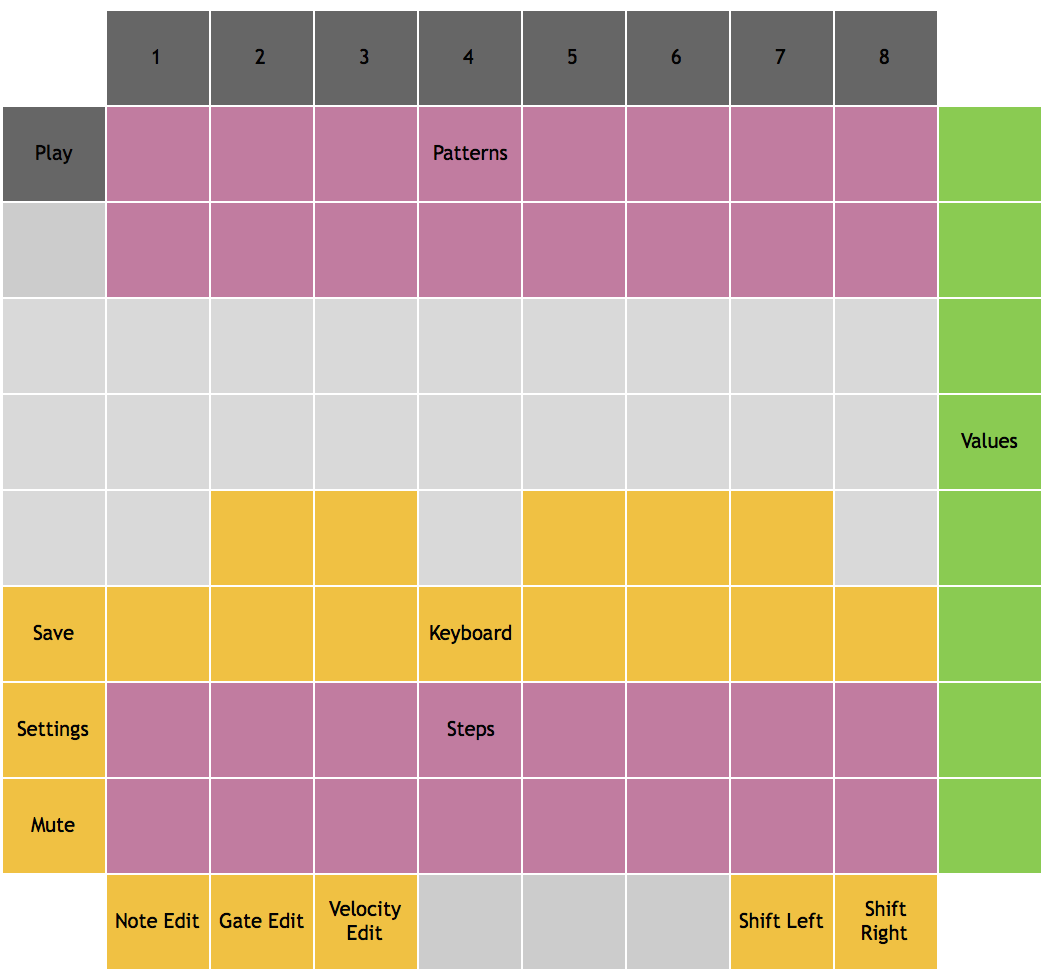 1 2 3 4 5 6 7 8
Play Patterns
Values
Save Keyboard
Settings Steps
Mute
Note Edit Gate Edit Velocity Edit Shift Left Shift Right